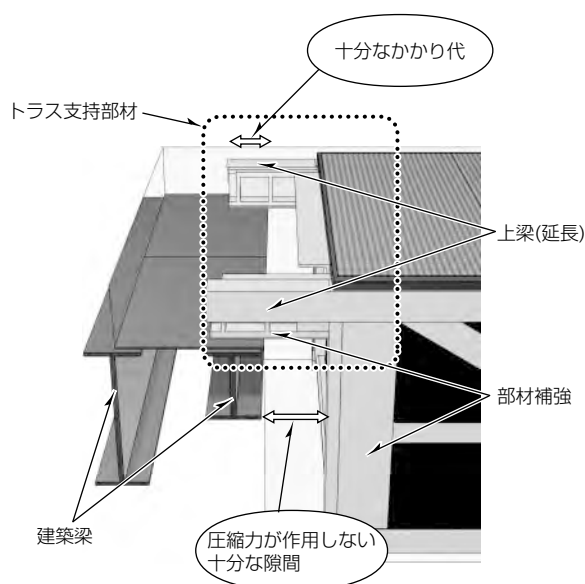 十分なかかり代
トラス支持部材
上梁(延長)
部材補強
建築梁
圧縮力が作用しない
十分な隙間